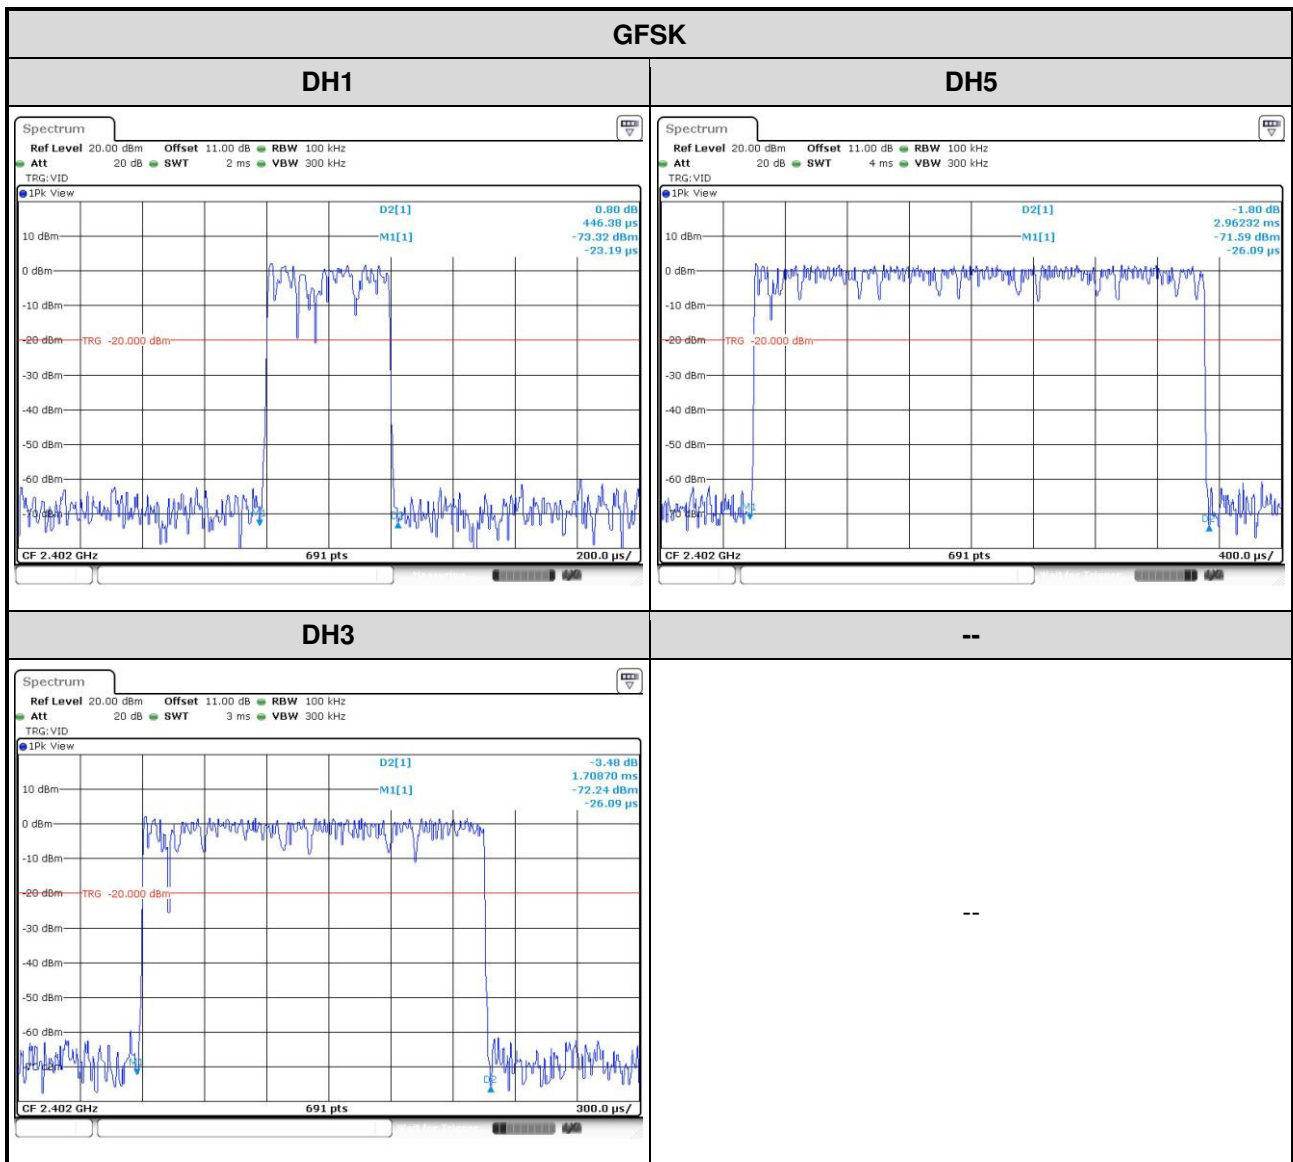 GFSK
DH1
DH5
Spectrum
Ref Level 20.00 dBm Offset 11.00 dB RBW 100 kHz
Att 20 dB SWT 2 ms VBW 300 kHz
TRG:VID
1Pk View
D2[1] 0.80 dB
446.38 µs
M1[1] -73.32 dBm
-23.19 µs
10 dBm
0 dBm
-10 dBm
-20 dBm
TRG -20.000 dBm
-30 dBm
-40 dBm
-50 dBm
-60 dBm
-70 dBm
CF 2.402 GHz 691 pts 200.0 µs/
Spectrum
Ref Level 20.00 dBm Offset 11.00 dB RBW 100 kHz
Att 20 dB SWT 4 ms VBW 300 kHz
TRG:VID
1Pk View
D2[1] -1.80 dB
2.96232 ms
M1[1] -71.59 dBm
-26.09 µs
10 dBm
0 dBm
-10 dBm
-20 dBm
TRG -20.000 dBm
-30 dBm
-40 dBm
-50 dBm
-60 dBm
-70 dBm
M1
D2
CF 2.402 GHz 691 pts 400.0 µs/
DH3
--
Spectrum
Ref Level 20.00 dBm Offset 11.00 dB RBW 100 kHz
Att 20 dB SWT 3 ms VBW 300 kHz
TRG:VID
1Pk View
D2[1] -3.48 dB
1.70870 ms
M1[1] -72.24 dBm
-26.09 µs
10 dBm
0 dBm
-10 dBm
-20 dBm
TRG -20.000 dBm
-30 dBm
-40 dBm
-50 dBm
-60 dBm
-70 dBm
M1
D2
CF 2.402 GHz 691 pts 300.0 µs/
--